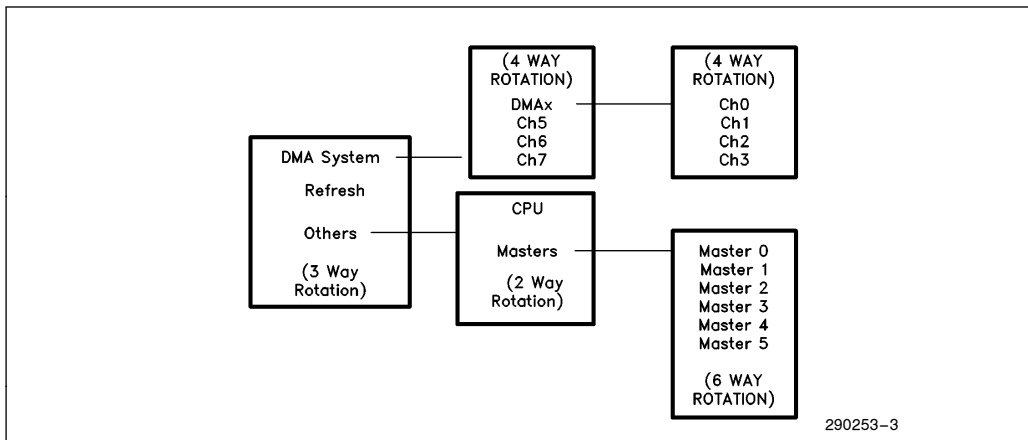 (4 WAY
ROTATION)
DMAx
Ch5
Ch6
Ch7
(4 WAY
ROTATION)
Ch0
Ch1
Ch2
Ch3
DMA System
Refresh
Others
(3 Way
Rotation)
CPU
Masters
(2 Way
Rotation)
Master 0
Master 1
Master 2
Master 3
Master 4
Master 5
(6 WAY
ROTATION)
290253-3